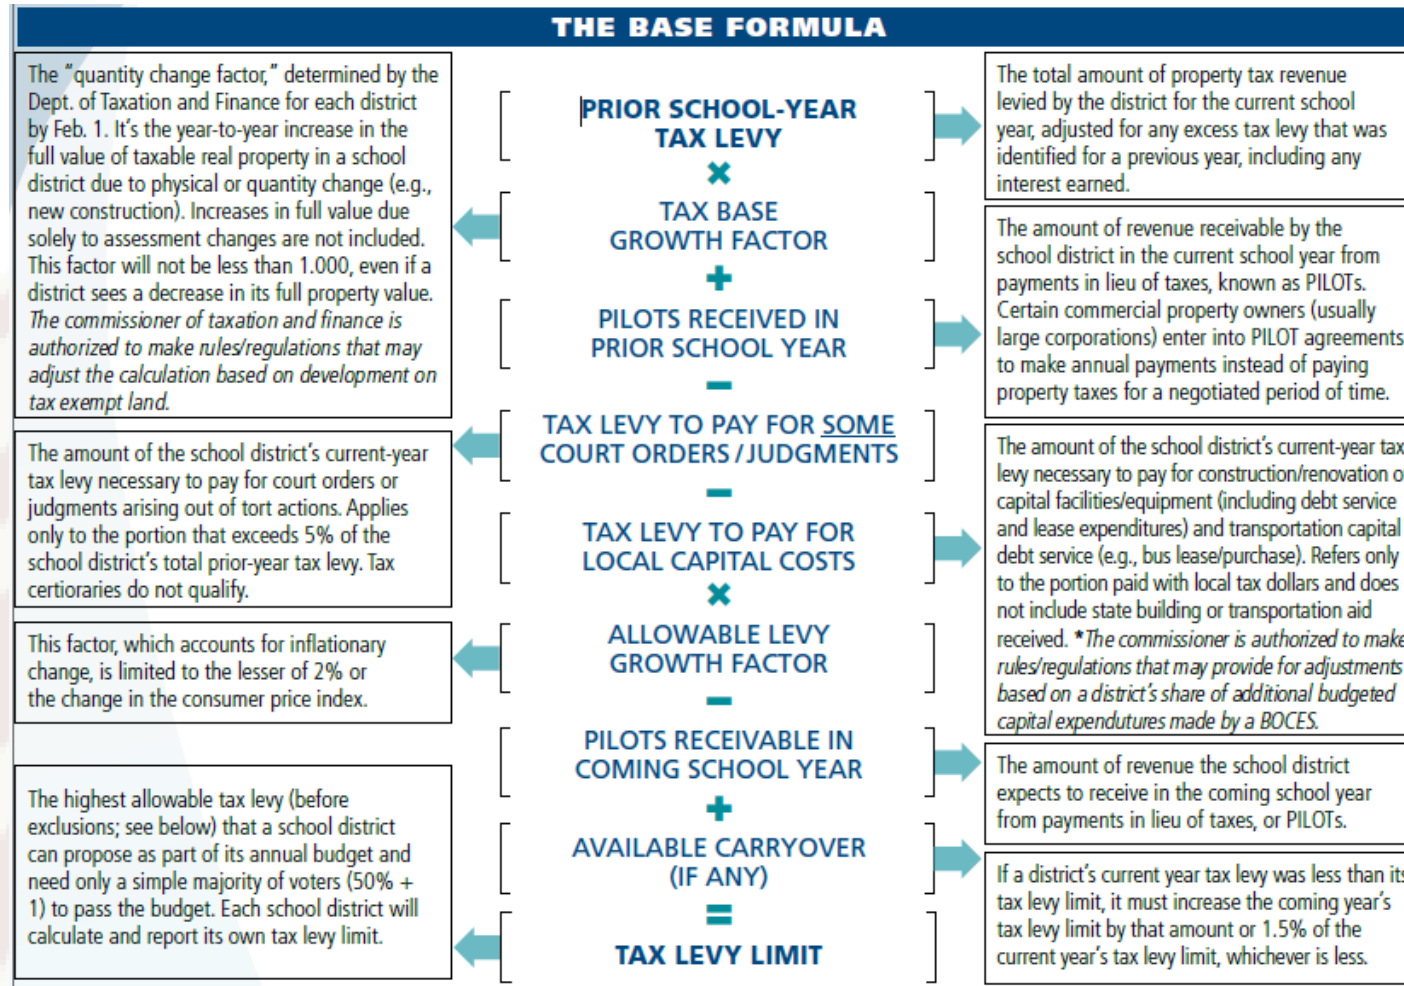 THE BASE FORMULA
The "quantity change factor," determined by the
Dept. of Taxation and Finance for each district
by Feb. 1. It's the year-to-year increase in the
full value of taxable real property in a school
district due to physical or quantity change (e.g.,
new construction). Increases in full value due
solely to assessment changes are not included.
This factor will not be less than 1.000, even if a
district sees a decrease in its full property value.
The commissioner of taxation and finance is
authorized to make rules/regulations that may
adjust the calculation based on development on
tax exempt land.
The amount of the school district's current-year
tax levy necessary to pay for court orders or
judgments arising out of tort actions. Applies
only to the portion that exceeds 5% of the
school district's total prior-year tax levy. Tax
certioraries do not qualify.
This factor, which accounts for inflationary
change, is limited to the lesser of 2% or
the change in the consumer price index.
The highest allowable tax levy (before
exclusions; see below) that a school district
can propose as part of its annual budget and
need only a simple majority of voters (50% +
1) to pass the budget. Each school district will
calculate and report its own tax levy limit.
PRIOR SCHOOL-YEAR
TAX LEVY
×
TAX BASE
GROWTH FACTOR
+
PILOTS RECEIVED IN
PRIOR SCHOOL YEAR
−
TAX LEVY TO PAY FOR SOME
COURT ORDERS / JUDGMENTS
−
TAX LEVY TO PAY FOR
LOCAL CAPITAL COSTS
×
ALLOWABLE LEVY
GROWTH FACTOR
−
PILOTS RECEIVABLE IN
COMING SCHOOL YEAR
+
AVAILABLE CARRYOVER
(IF ANY)
=
TAX LEVY LIMIT
The total amount of property tax revenue
levied by the district for the current school
year, adjusted for any excess tax levy that was
identified for a previous year, including any
interest earned.
The amount of revenue receivable by the
school district in the current school year from
payments in lieu of taxes, known as PILOTs.
Certain commercial property owners (usually
large corporations) enter into PILOT agreements
to make annual payments instead of paying
property taxes for a negotiated period of time.
The amount of the school district's current-year tax
levy necessary to pay for construction/renovation o
capital facilities/equipment (including debt service
and lease expenditures) and transportation capital
debt service (e.g., bus lease/purchase). Refers only
to the portion paid with local tax dollars and does
not include state building or transportation aid
received. *The commissioner is authorized to make
rules/regulations that may provide for adjustments
based on a district's share of additional budgeted
capital expendutures made by a BOCES.
The amount of revenue the school district
expects to receive in the coming school year
from payments in lieu of taxes, or PILOTs.
If a district's current year tax levy was less than its
tax levy limit, it must increase the coming year's
tax levy limit by that amount or 1.5% of the
current year's tax levy limit, whichever is less.